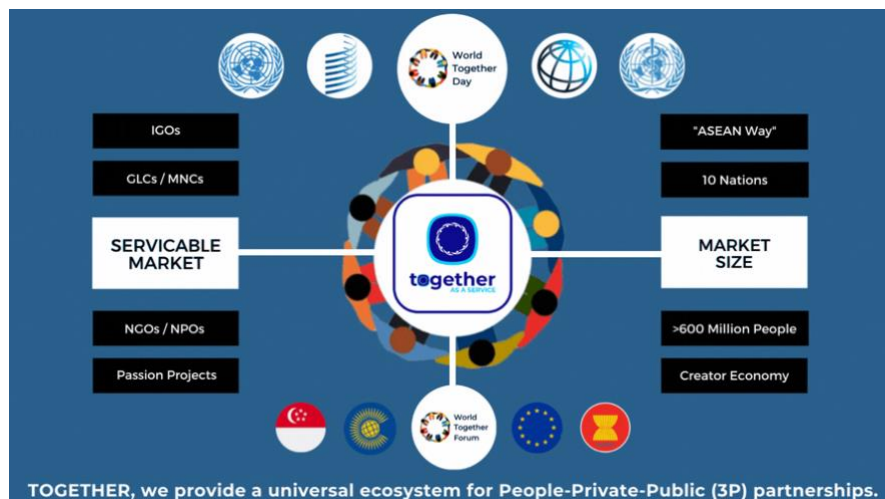 World
Together
Day
IGOs
GLCs / MNCs
SERVICABLE
MARKET
NGOs / NPOs
Passion Projects
together
AS A SERVICE
"ASEAN Way"
10 Nations
MARKET
SIZE
>600 Million People
Creator Economy
World
Together
Forum
TOGETHER, we provide a universal ecosystem for People-Private-Public (3P) partnerships.